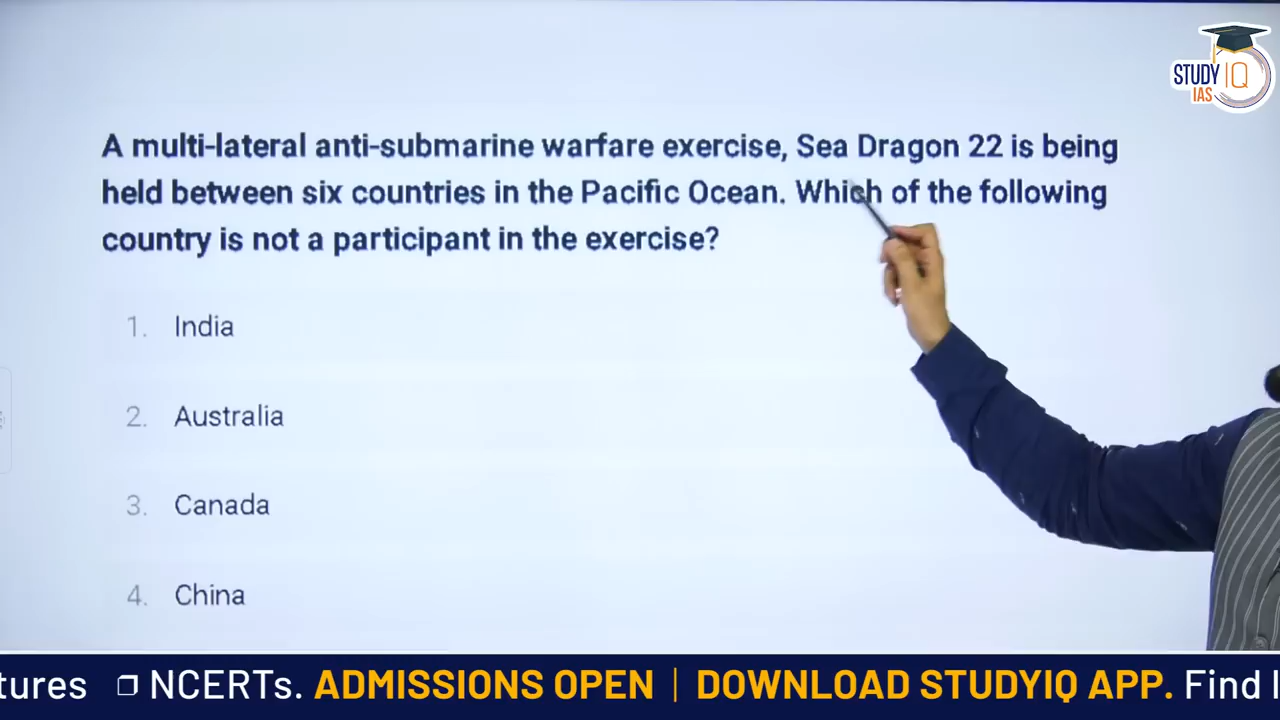 STUDY IQ
IAS
A multi-lateral anti-submarine warfare exercise, Sea Dragon 22 is being
held between six countries in the Pacific Ocean. Which of the following
country is not a participant in the exercise?
1. India
2. Australia
3. Canada
4. China
tures ❐ NCERTs. ADMISSIONS OPEN | DOWNLOAD STUDYIQ APP. Find